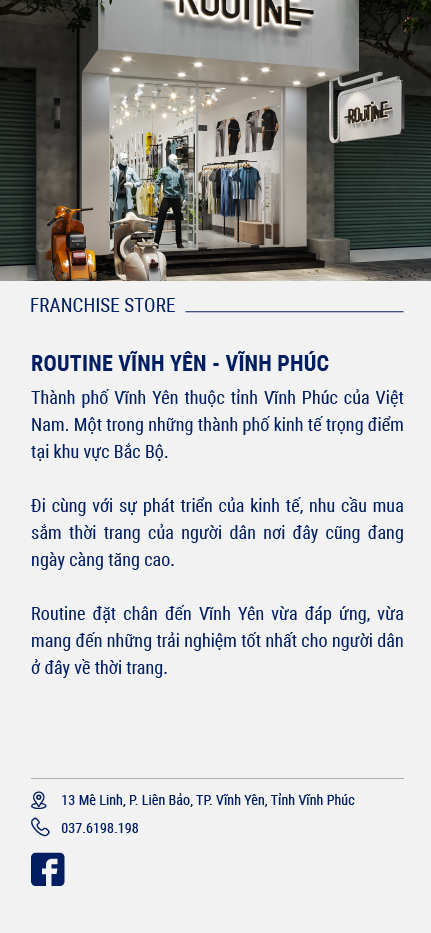 ROUTINE
ROUTINE
FRANCHISE STORE
ROUTINE VĨNH YÊN - VĨNH PHÚC
Thành phố Vĩnh Yên thuộc tỉnh Vĩnh Phúc của Việt
Nam. Một trong những thành phố kinh tế trọng điểm
tại khu vực Bắc Bộ.
Đi cùng với sự phát triển của kinh tế, nhu cầu mua
sắm thời trang của người dân nơi đây cũng đang
ngày càng tăng cao.
Routine đặt chân đến Vĩnh Yên vừa đáp ứng, vừa
mang đến những trải nghiệm tốt nhất cho người dân
ở đây về thời trang.
13 Mê Linh, P. Liên Bảo, TP. Vĩnh Yên, Tỉnh Vĩnh Phúc
037.6198.198